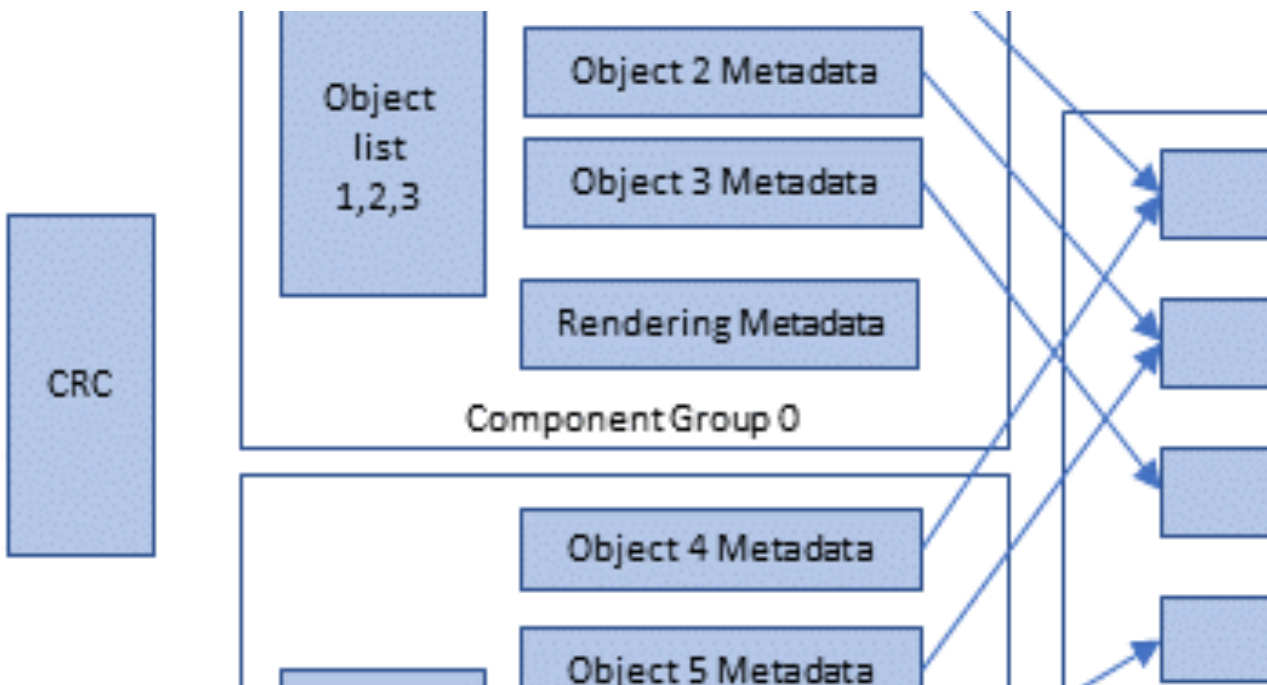 Object
list
1,2,3
Object 2 Metadata
Object 3 Metadata
Rendering Metadata
Component Group 0
CRC
Object 4 Metadata
Object 5 Metadata